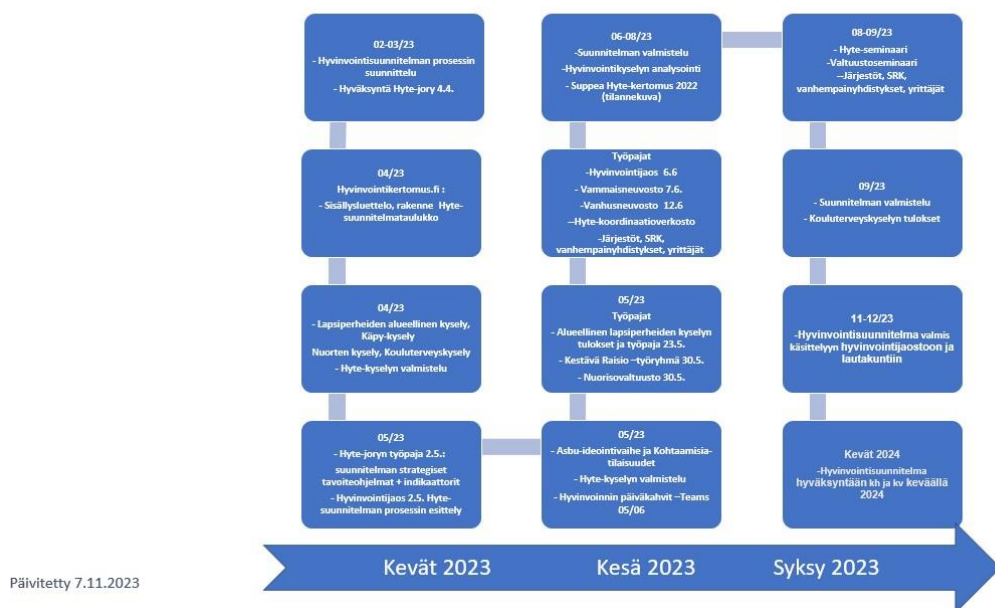 02-03/23
- Hyvinvointisuunnitelman prosessin
suunnittelu
- Hyväksyntä Hyte-jory 4.4.
04/23
Hyvinvointikertomus.fi :
- Sisällysluettelo, rakenne Hyte-
suunnitelmataulukko
04/23
- Lapsiperheiden alueellinen kysely,
Käpy-kysely
Nuorten kysely, Kouluterveyskysely
- Hyte-kyselyn valmistelu
05/23
- Hyte-joryn työpaja 2.5.:
suunnitelman strategiset
tavoiteohjelmat + indikaattorit
- Hyvinvointijaos 2.5. Hyte-
suunnitelman prosessin esittely
05/23
- Asbu-ideointivaihe ja Kohtaamisia-
tilaisuudet
- Hyte-kyselyn valmistelu
- Hyvinvoinnin päiväkahvit –Teams
05/06
05/23
Työpajat
- Alueellinen lapsiperheiden kyselyn
tulokset ja työpaja 23.5.
- Kestävä Raisio –työryhmä 30.5.
- Nuorisovaltuusto 30.5.
Työpajat
-Hyvinvointijaos 6.6
- Vammaisneuvosto 7.6.
-Vanhusneuvosto 12.6
--Hyte-koordinaatioverkosto
-Järjestöt, SRK,
vanhempainyhdistykset, yrittäjät
06-08/23
-Suunnitelman valmistelu
-Hyvinvointikyselyn analysointi
- Suppea Hyte-kertomus 2022
(tilannekuva)
08-09/23
- Hyte-seminaari
-Valtuustoseminaari
--Järjestöt, SRK,
vanhempainyhdistykset, yrittäjät
09/23
- Suunnitelman valmistelu
- Kouluterveyskyselyn tulokset
11-12/23
-Hyvinvointisuunnitelma valmis
käsittelyyn hyvinvointijaostoon ja
lautakuntiin
Kevät 2024
-Hyvinvointisuunnitelma
hyväksyntään kh ja kv keväällä
2024
Kevät 2023
Kesä 2023
Syksy 2023
Päivitetty 7.11.2023